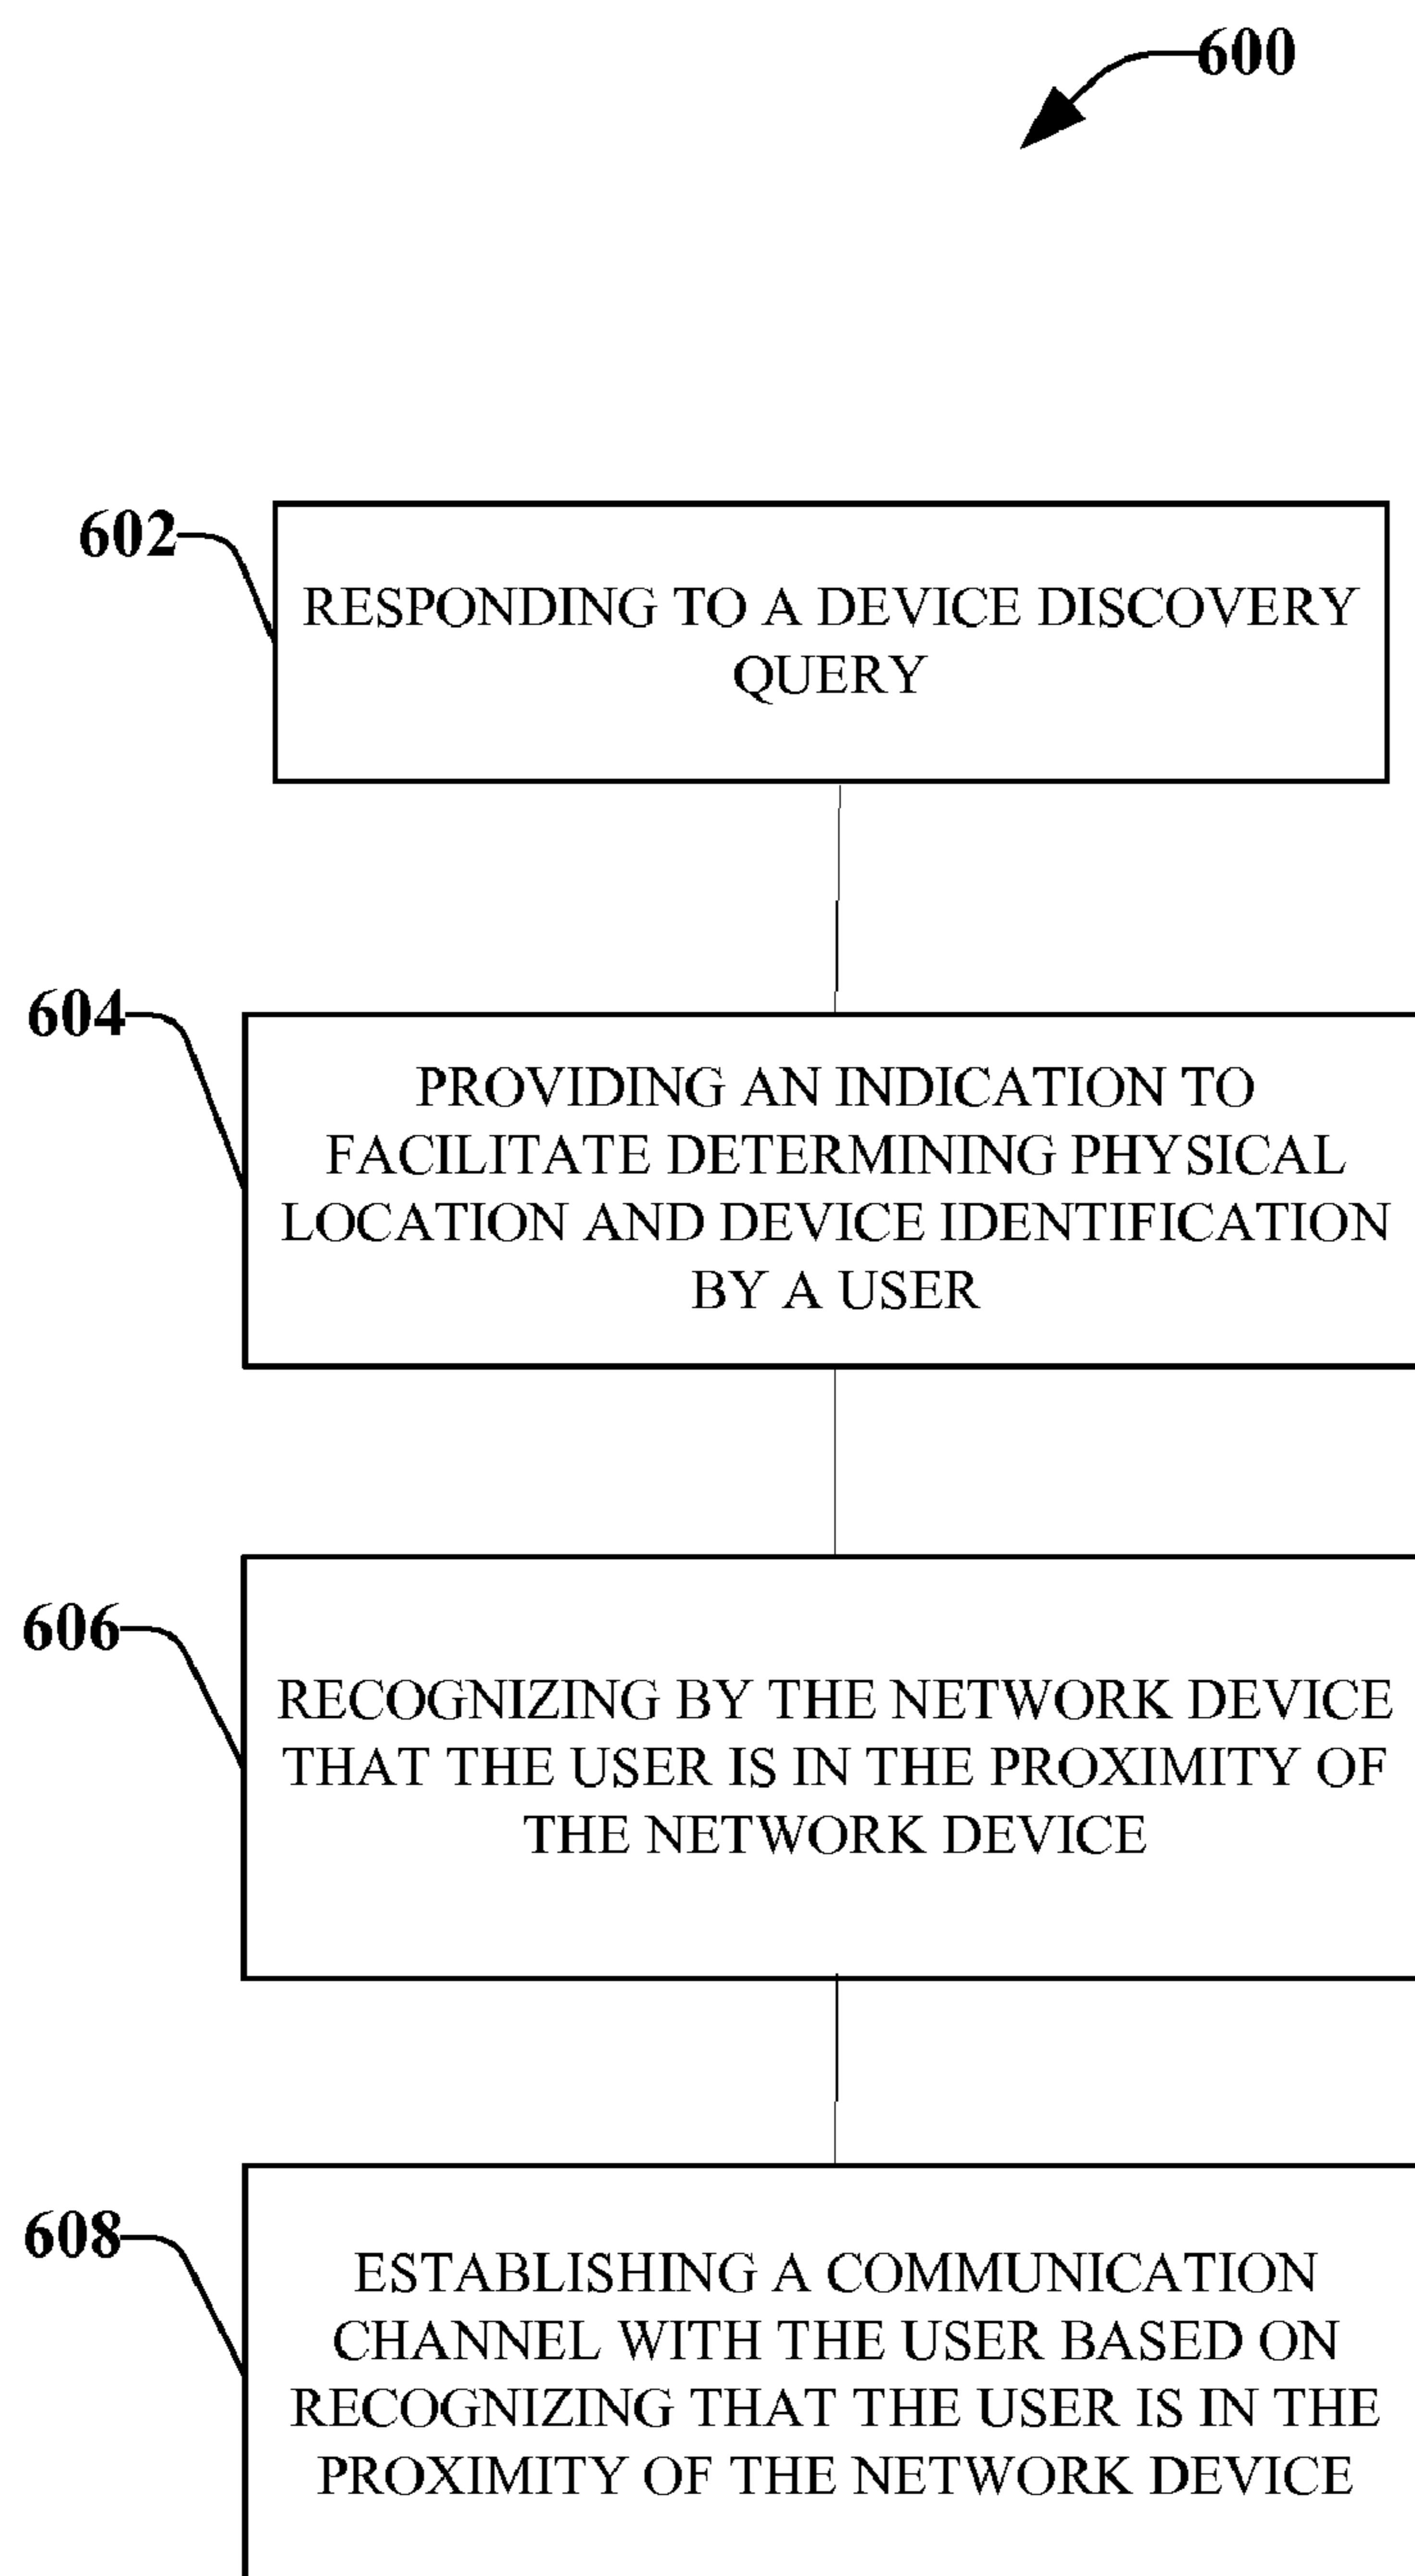 600
602
RESPONDING TO A DEVICE DISCOVERY
QUERY
604
PROVIDING AN INDICATION TO
FACILITATE DETERMINING PHYSICAL
LOCATION AND DEVICE IDENTIFICATION
BY A USER
606
RECOGNIZING BY THE NETWORK DEVICE
THAT THE USER IS IN THE PROXIMITY OF
THE NETWORK DEVICE
608
ESTABLISHING A COMMUNICATION
CHANNEL WITH THE USER BASED ON
RECOGNIZING THAT THE USER IS IN THE
PROXIMITY OF THE NETWORK DEVICE